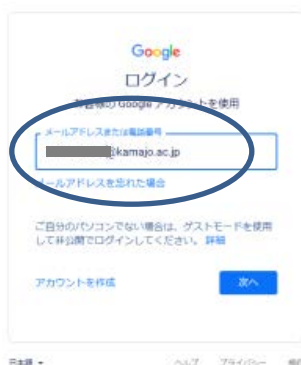 Google
ログイン
お客様の Google アカウントを使用
メールアドレスまたは電話番号
@kamajo.ac.jp
メールアドレスを忘れた場合
ご自分のパソコンでない場合は、ゲストモードを使用
して非公開でログインしてください。 詳細
アカウントを作成
次へ
日本語
ヘルプ プライバシー 規約